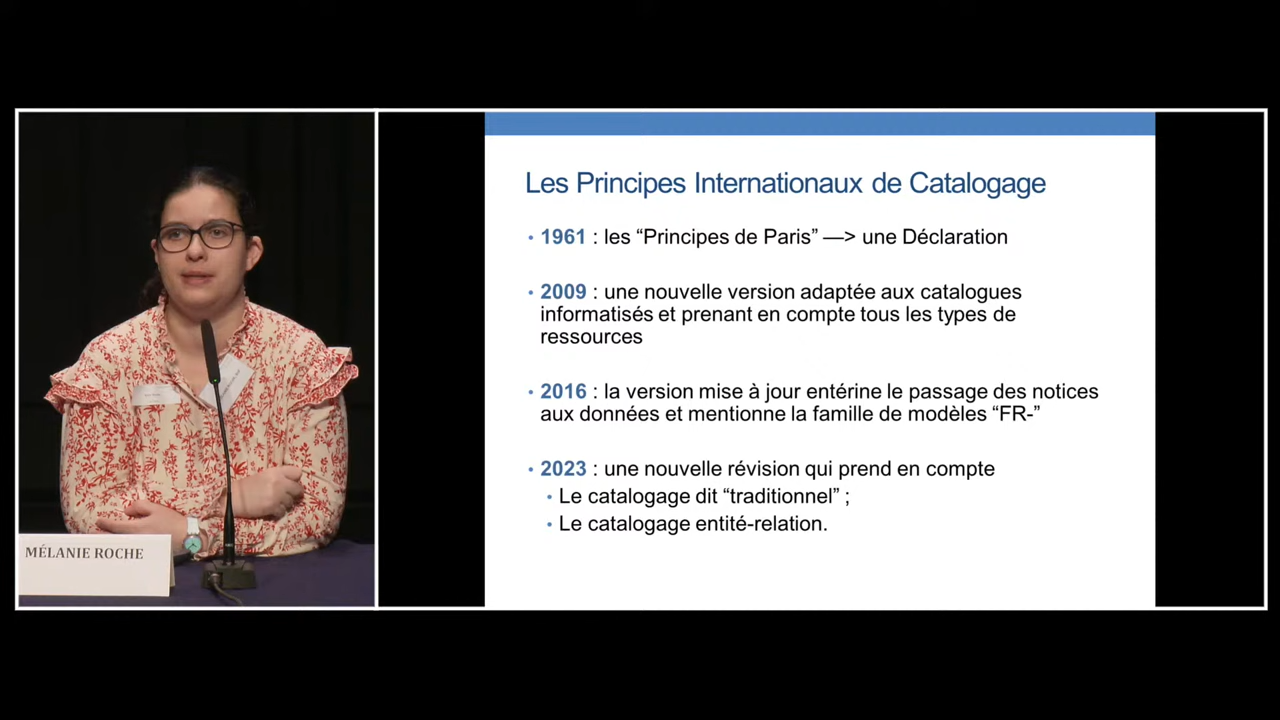 Les Principes Internationaux de Catalogage
• 1961 : les “Principes de Paris” —> une Déclaration
• 2009 : une nouvelle version adaptée aux catalogues
informatisés et prenant en compte tous les types de
ressources
• 2016 : la version mise à jour entérine le passage des notices
aux données et mentionne la famille de modèles “FR-”
• 2023 : une nouvelle révision qui prend en compte
• Le catalogage dit “traditionnel” ;
• Le catalogage entité-relation.
MÉLANIE ROCHE